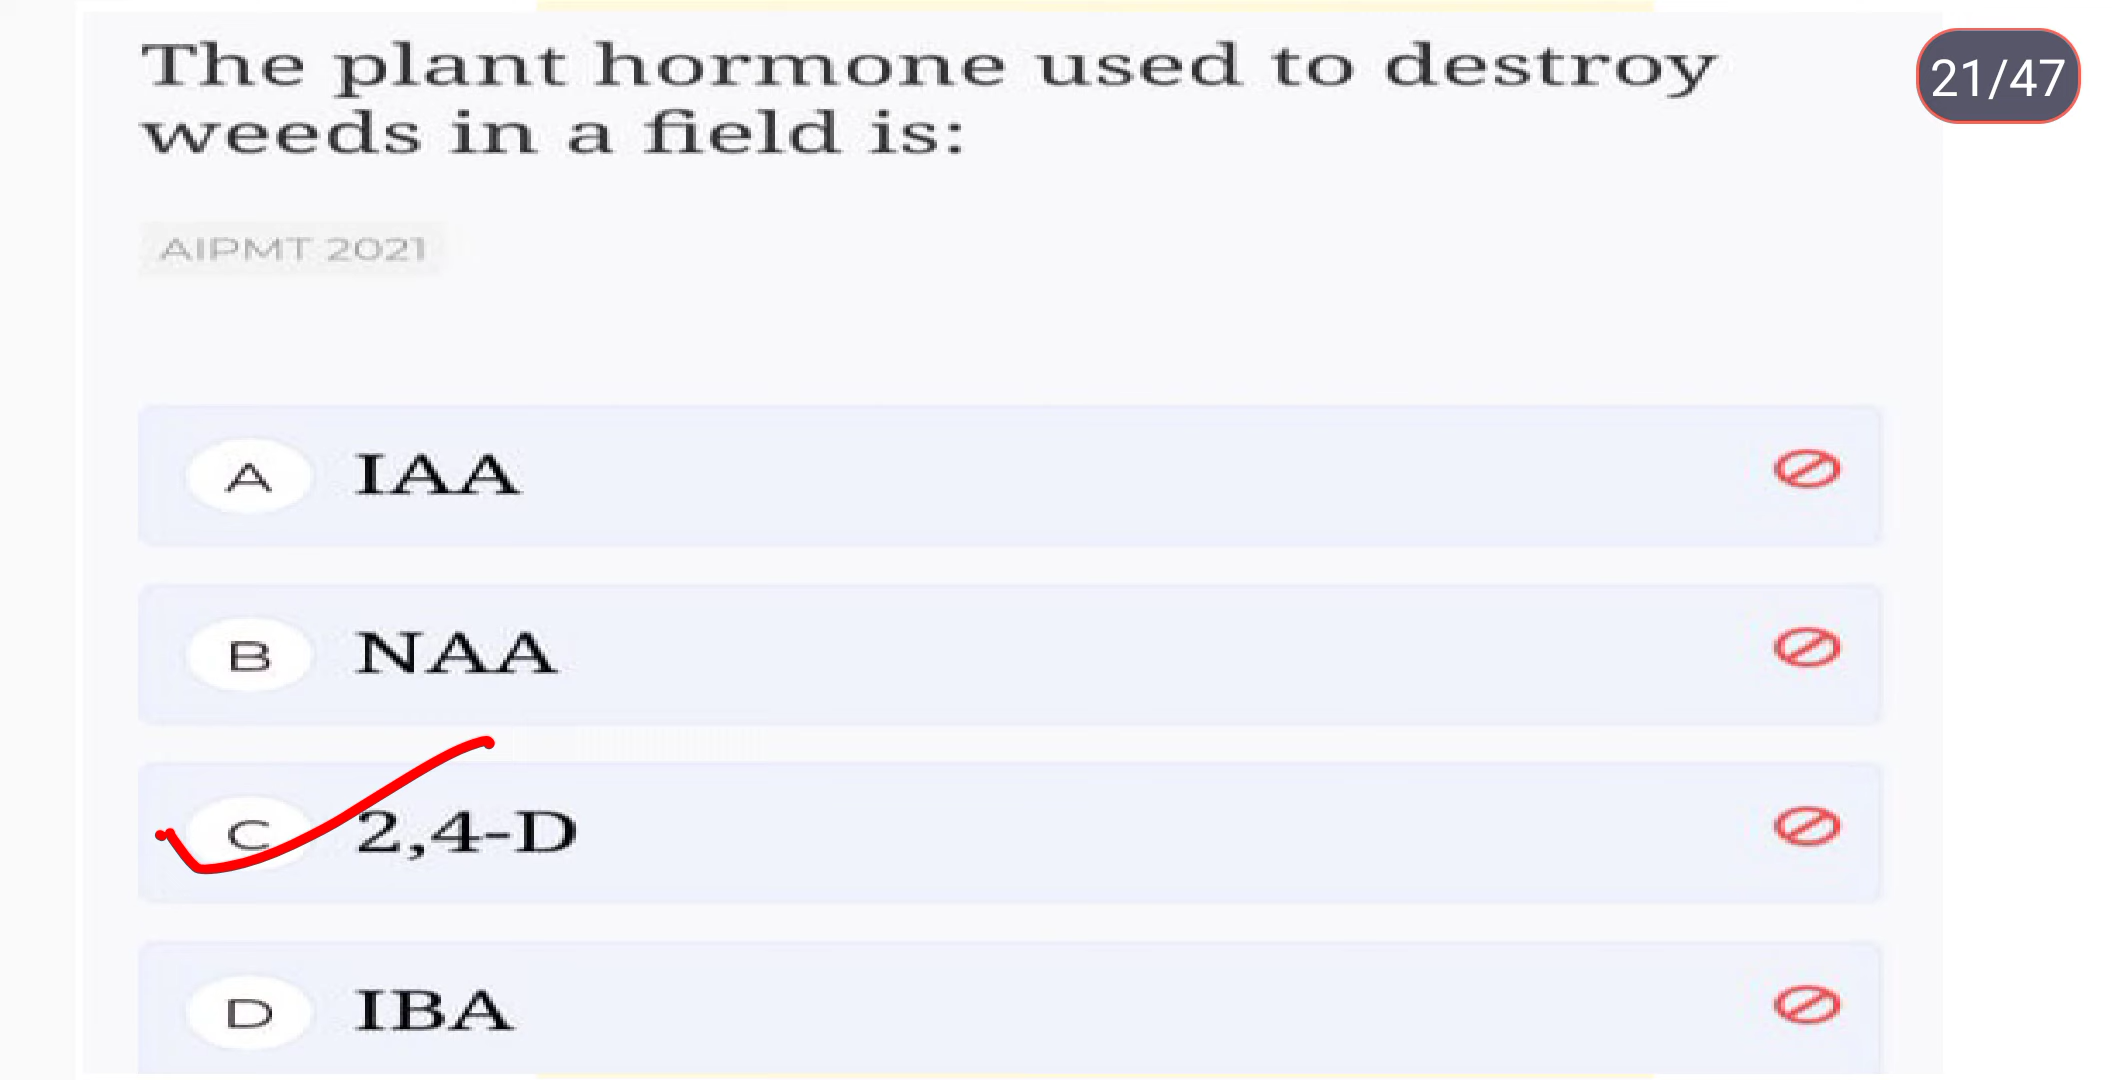 The plant hormone used to destroy
21/47
weeds in a field is:
AIPMT 2021
A IAA
B NAA
C 2,4-D
D IBA